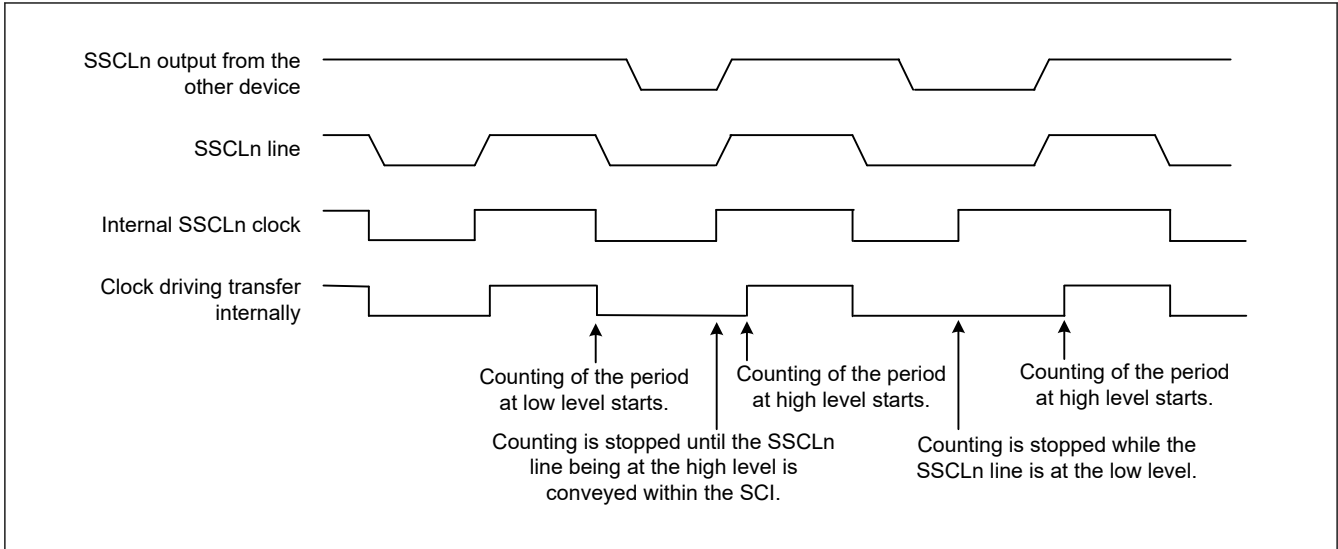 SSCLn output from the
other device
SSCLn line
Internal SSCLn clock
Clock driving transfer
internally
Counting of the period
at low level starts.
Counting of the period
at high level starts.
Counting of the period
at high level starts.
Counting is stopped until the SSCLn
line being at the high level is
conveyed within the SCI.
Counting is stopped while the
SSCLn line is at the low level.